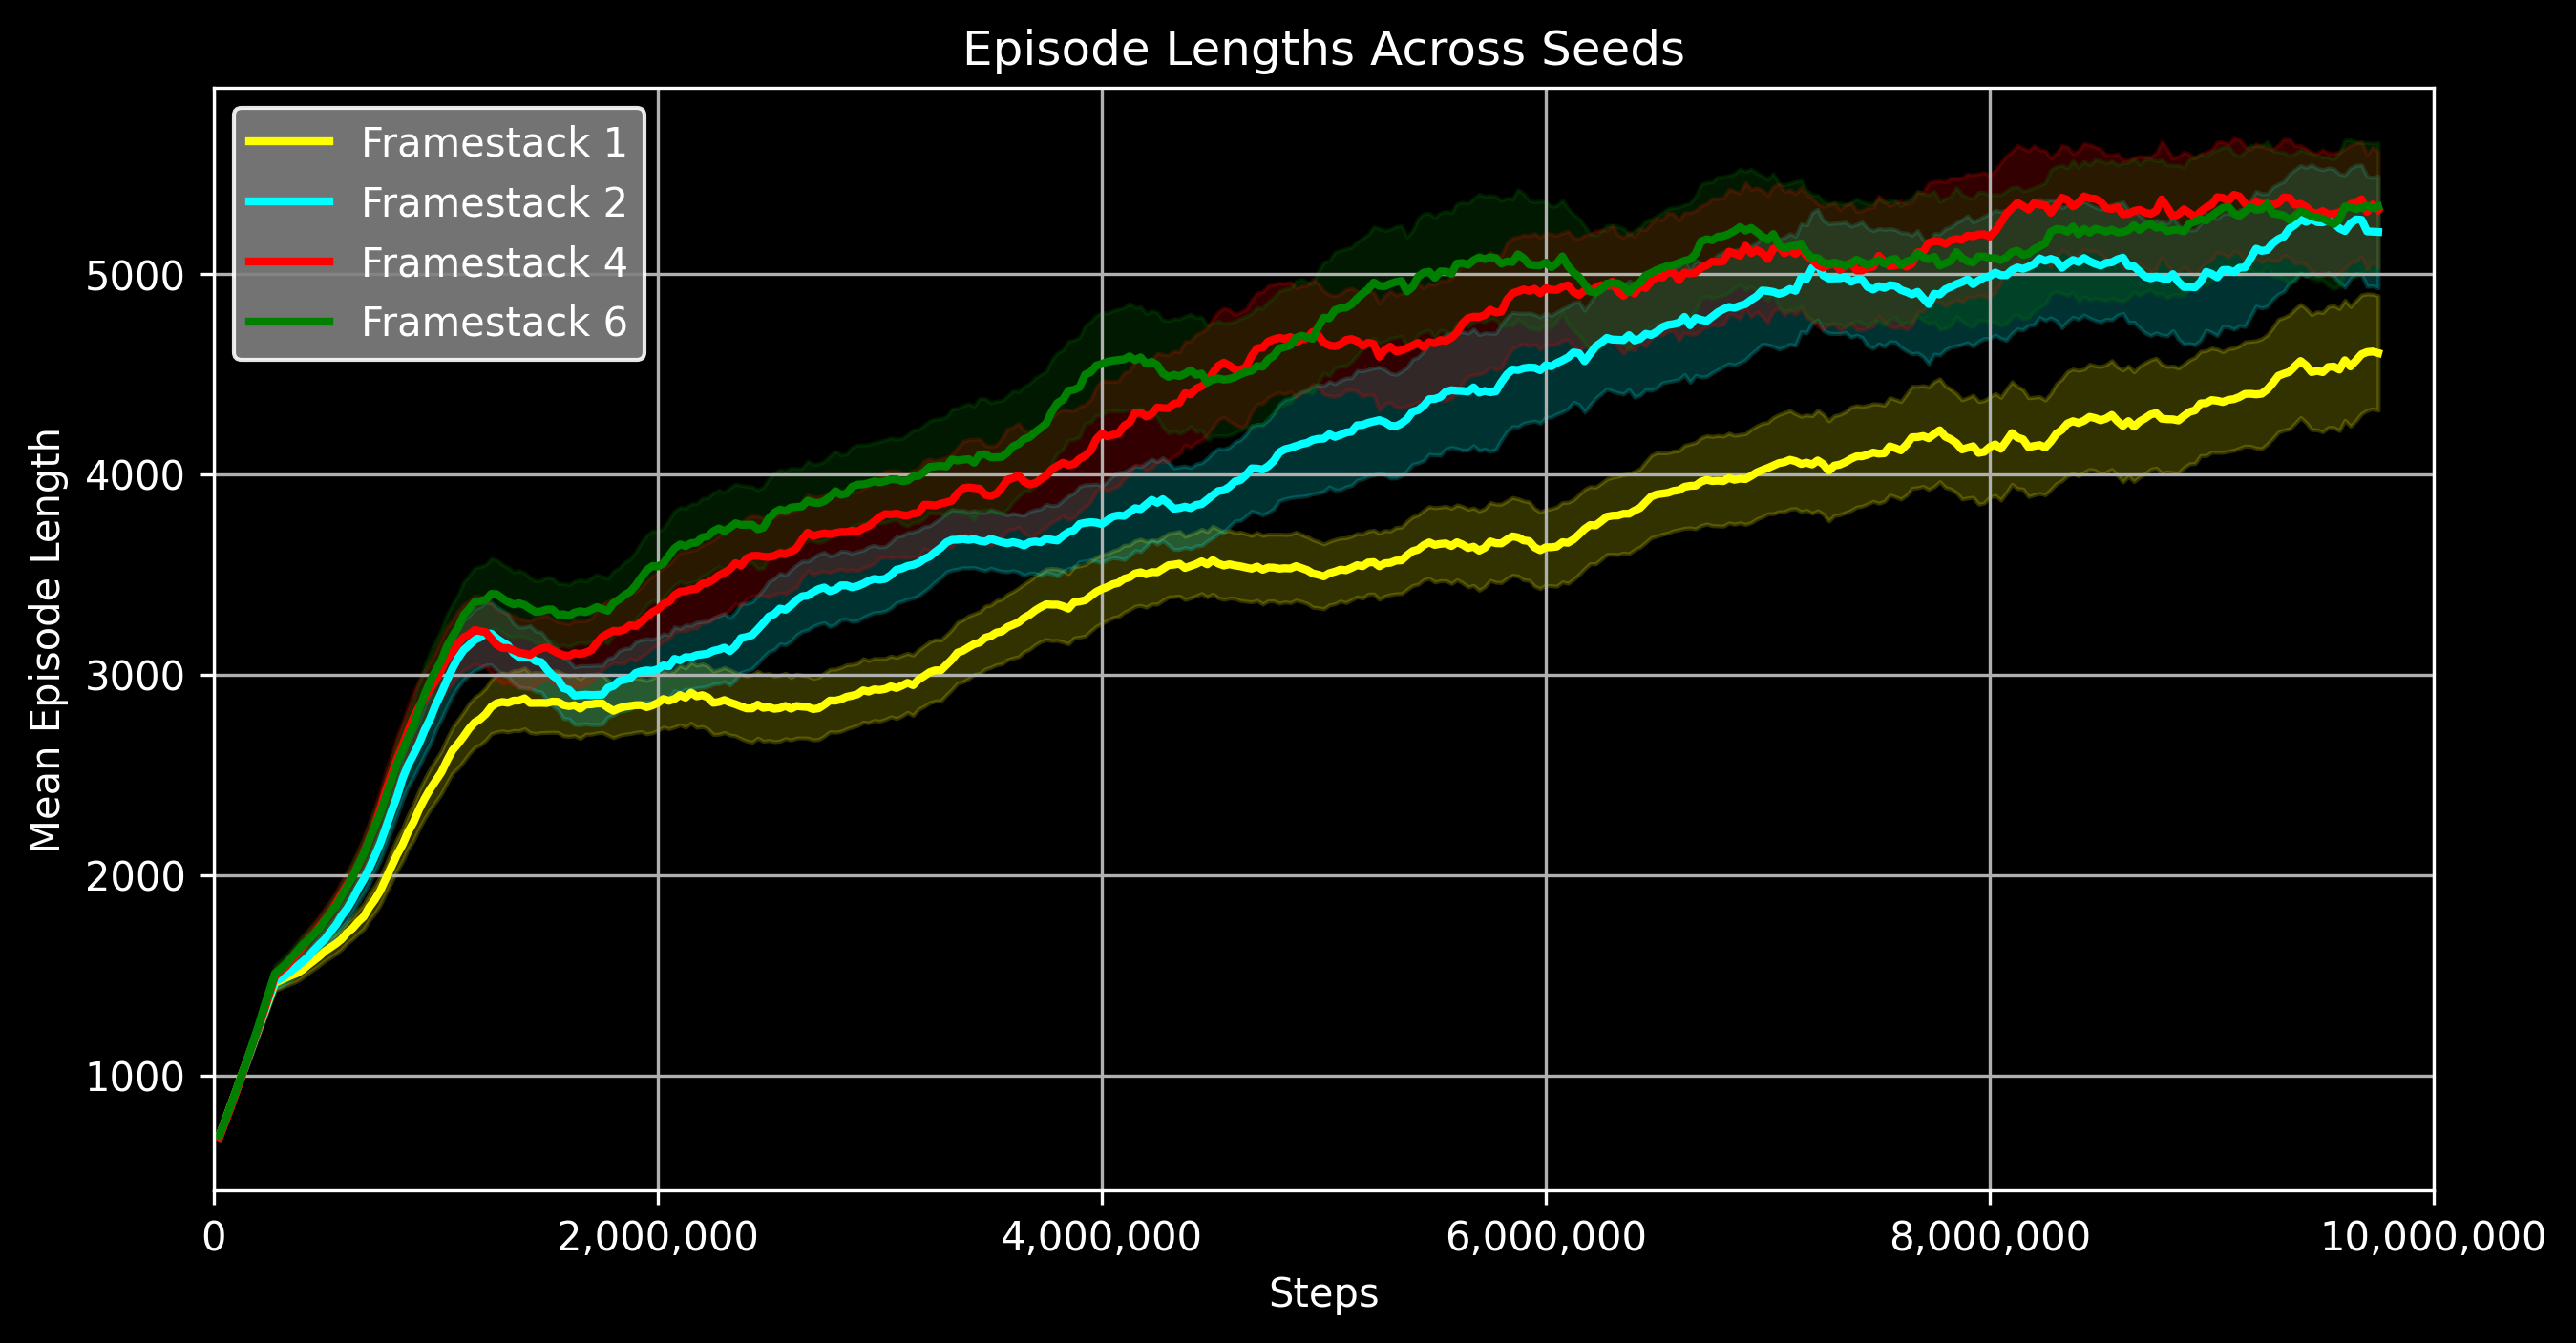 Episode Lengths Across Seeds
Framestack 1
Framestack 2
Framestack 4
Framestack 6
Mean Episode Length
5000
4000
3000
2000
1000
0
2,000,000
4,000,000
6,000,000
8,000,000
10,000,000
Steps